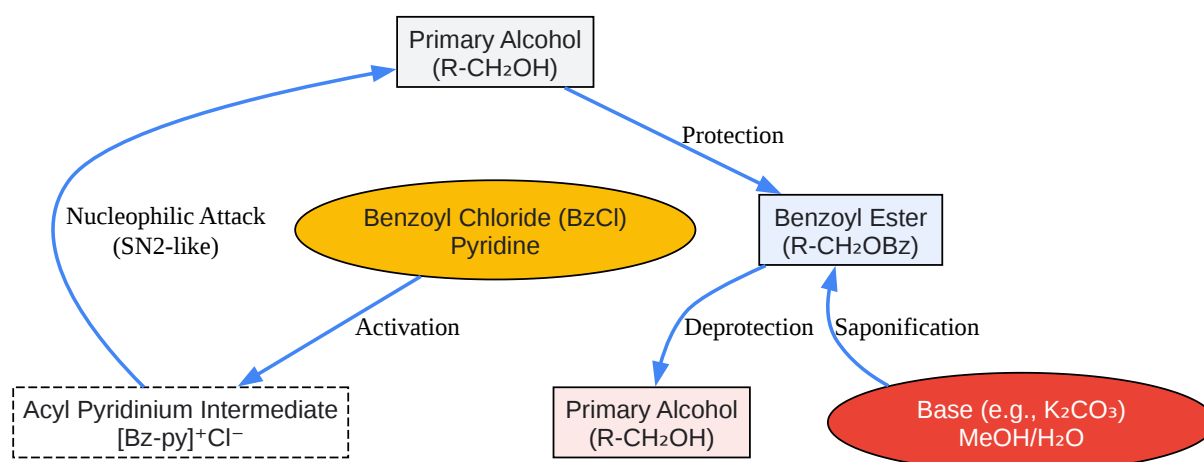 Primary Alcohol
(R-CH₂OH)
Protection
Nucleophilic Attack
(SN2-like)
Benzoyl Chloride (BzCl)
Pyridine
Benzoyl Ester
(R-CH₂OBz)
Activation
Deprotection
Saponification
Acyl Pyridinium Intermediate
[Bz-py]⁺Cl⁻
Primary Alcohol
(R-CH₂OH)
Base (e.g., K₂CO₃)
MeOH/H₂O